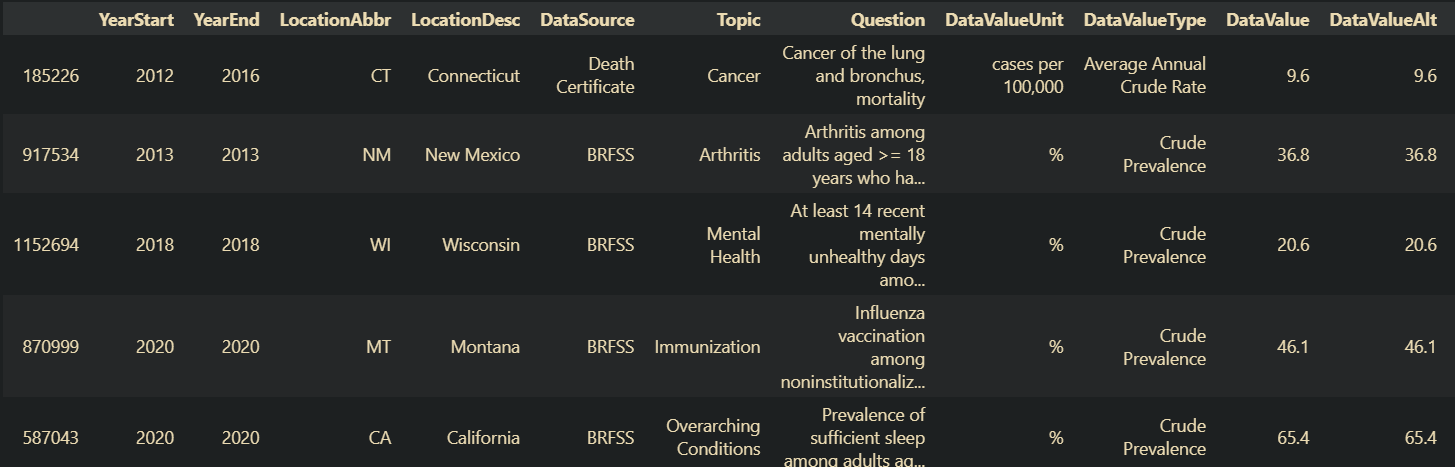 YearStart YearEnd LocationAbbr LocationDesc DataSource Topic Question DataValueUnit DataValueType DataValue DataValueAlt
185226 2012 2016 CT Connecticut Death Certificate Cancer Cancer of the lung and bronchus, mortality cases per 100,000 Average Annual Crude Rate 9.6 9.6
917534 2013 2013 NM New Mexico BRFSS Arthritis Arthritis among adults aged >= 18 years who ha... % Crude Prevalence 36.8 36.8
1152694 2018 2018 WI Wisconsin BRFSS Mental Health At least 14 recent mentally unhealthy days amo... % Crude Prevalence 20.6 20.6
870999 2020 2020 MT Montana BRFSS Immunization Influenza vaccination among noninstitutionaliz... % Crude Prevalence 46.1 46.1
587043 2020 2020 CA California BRFSS Overarching Conditions Prevalence of sufficient sleep among adults ag... % Crude Prevalence 65.4 65.4